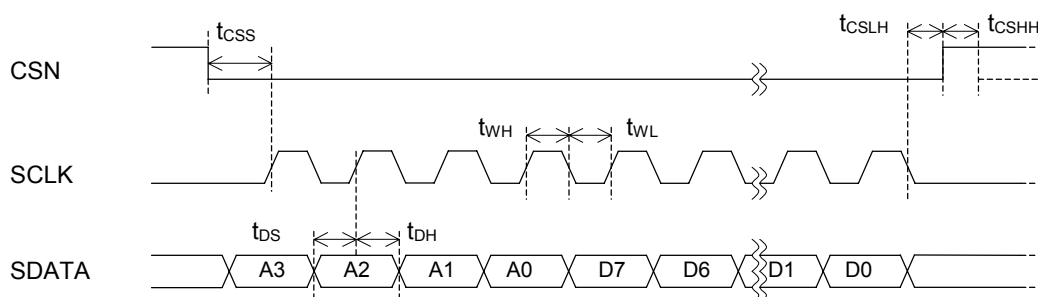 tCSS tCSLH tCSHH
CSN
tWH tWL
SCLK
tDS tDH
SDATA A3 A2 A1 A0 D7 D6 D1 D0